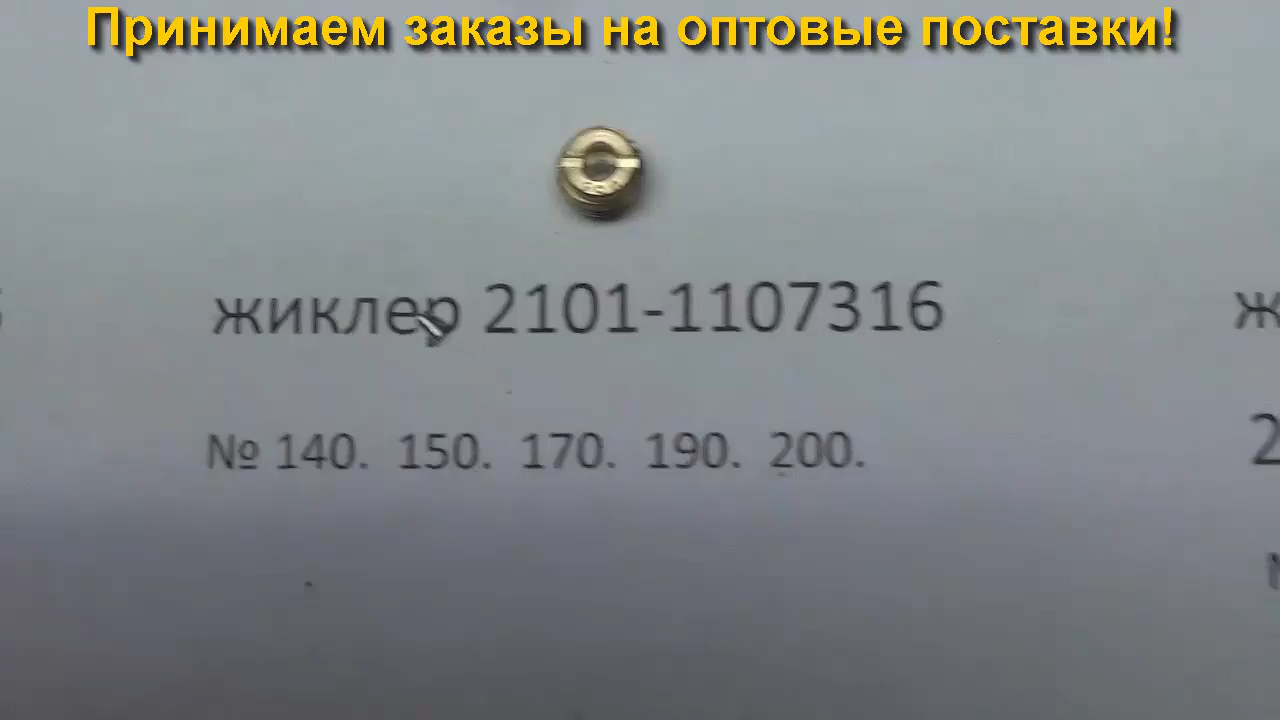 Принимаем заказы на оптовые поставки!
жиклер 2101-1107316
№ 140. 150. 170. 190. 200.